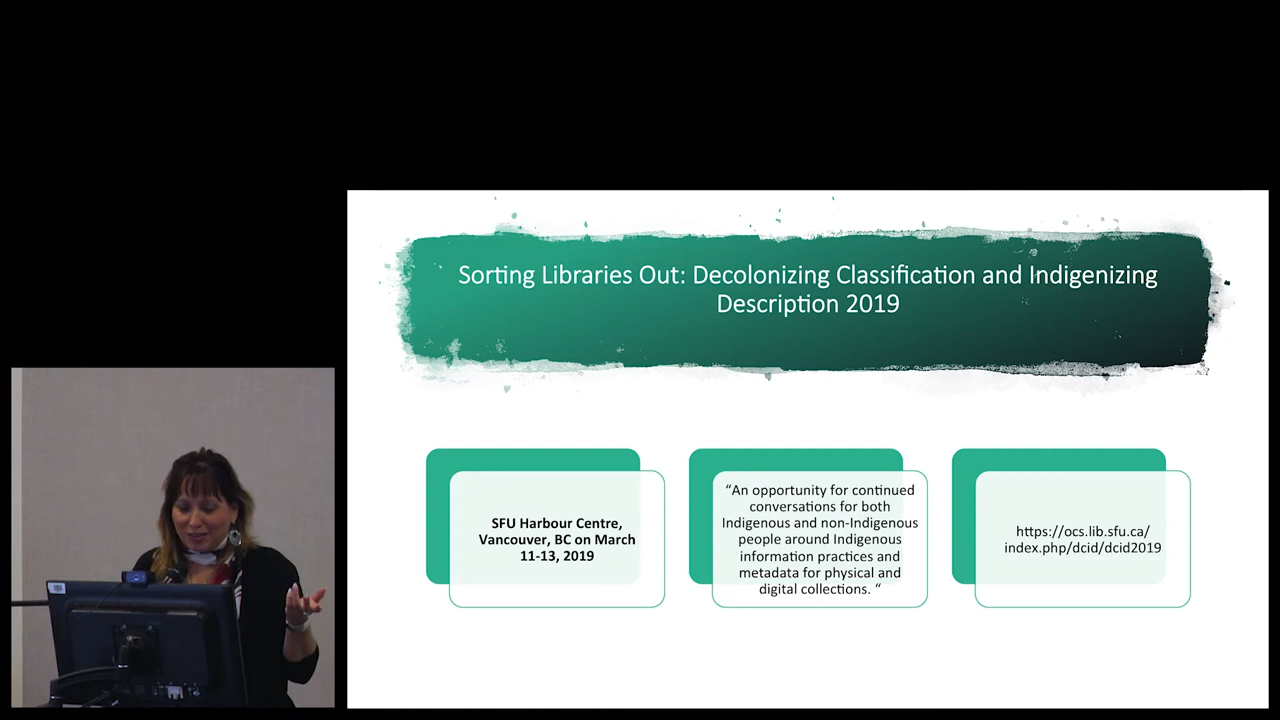 Sorting Libraries Out: Decolonizing Classification and Indigenizing
Description 2019
SFU Harbour Centre,
Vancouver, BC on March
11-13, 2019
“An opportunity for continued
conversations for both
Indigenous and non-Indigenous
people around Indigenous
information practices and
metadata for physical and
digital collections. “
https://ocs.lib.sfu.ca/
index.php/dcid/dcid2019